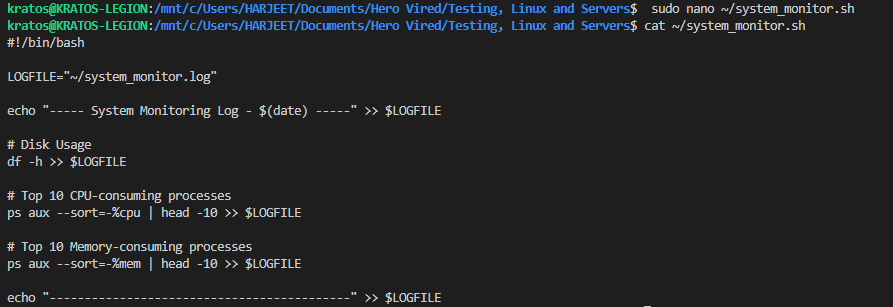 kratos@KRATOS-LEGION:/mnt/c/Users/HARJEET/Documents/Hero Vired/Testing, Linux and Servers$  sudo nano ~/system_monitor.sh
kratos@KRATOS-LEGION:/mnt/c/Users/HARJEET/Documents/Hero Vired/Testing, Linux and Servers$ cat ~/system_monitor.sh
#!/bin/bash

LOGFILE="~/system_monitor.log"

echo "----- System Monitoring Log - $(date) -----" >> $LOGFILE

# Disk Usage
df -h >> $LOGFILE

# Top 10 CPU-consuming processes
ps aux --sort=-%cpu | head -10 >> $LOGFILE

# Top 10 Memory-consuming processes
ps aux --sort=-%mem | head -10 >> $LOGFILE

echo "-------------------------------------------" >> $LOGFILE